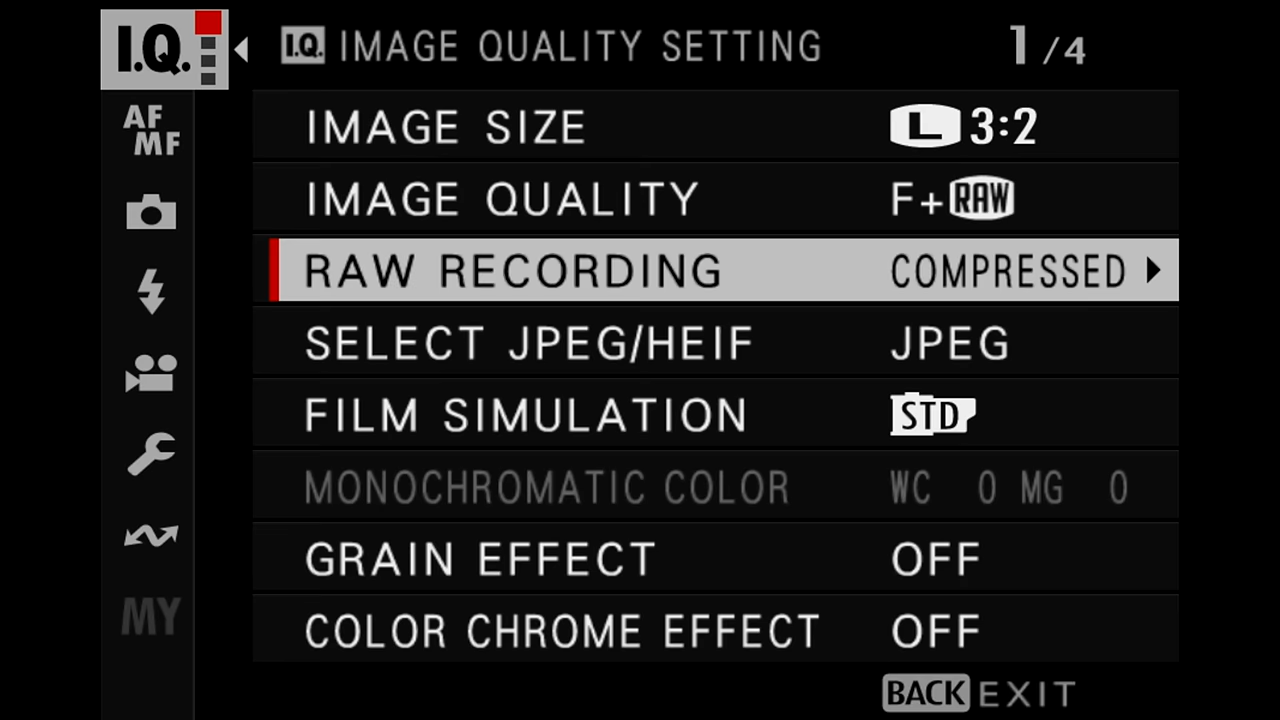 I.Q.
I.Q. IMAGE QUALITY SETTING 1/4
IMAGE SIZE L 3:2
AF
MF
IMAGE QUALITY F+RAW
RAW RECORDING COMPRESSED
SELECT JPEG/HEIF JPEG
FILM SIMULATION STD
MONOCHROMATIC COLOR WC 0 MG 0
GRAIN EFFECT OFF
MY
COLOR CHROME EFFECT OFF
BACK EXIT